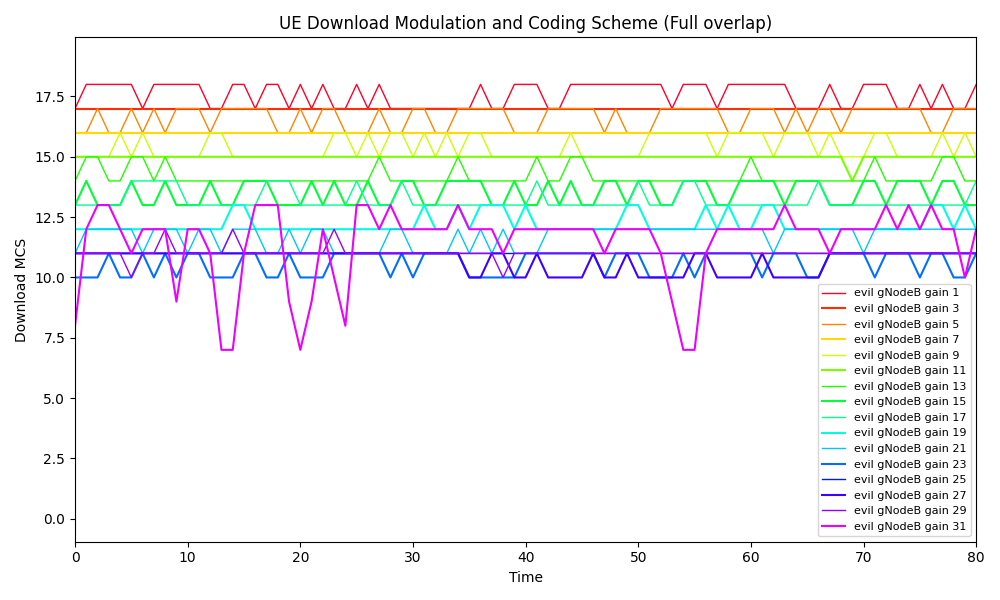 UE Download Modulation and Coding Scheme (Full overlap)
17.5
15.0
12.5
10.0
7.5
5.0
2.5
0.0
Download MCS
0 10 20 30 40 50 60 70 80
Time
evil gNodeB gain 1
evil gNodeB gain 3
evil gNodeB gain 5
evil gNodeB gain 7
evil gNodeB gain 9
evil gNodeB gain 11
evil gNodeB gain 13
evil gNodeB gain 15
evil gNodeB gain 17
evil gNodeB gain 19
evil gNodeB gain 21
evil gNodeB gain 23
evil gNodeB gain 25
evil gNodeB gain 27
evil gNodeB gain 29
evil gNodeB gain 31